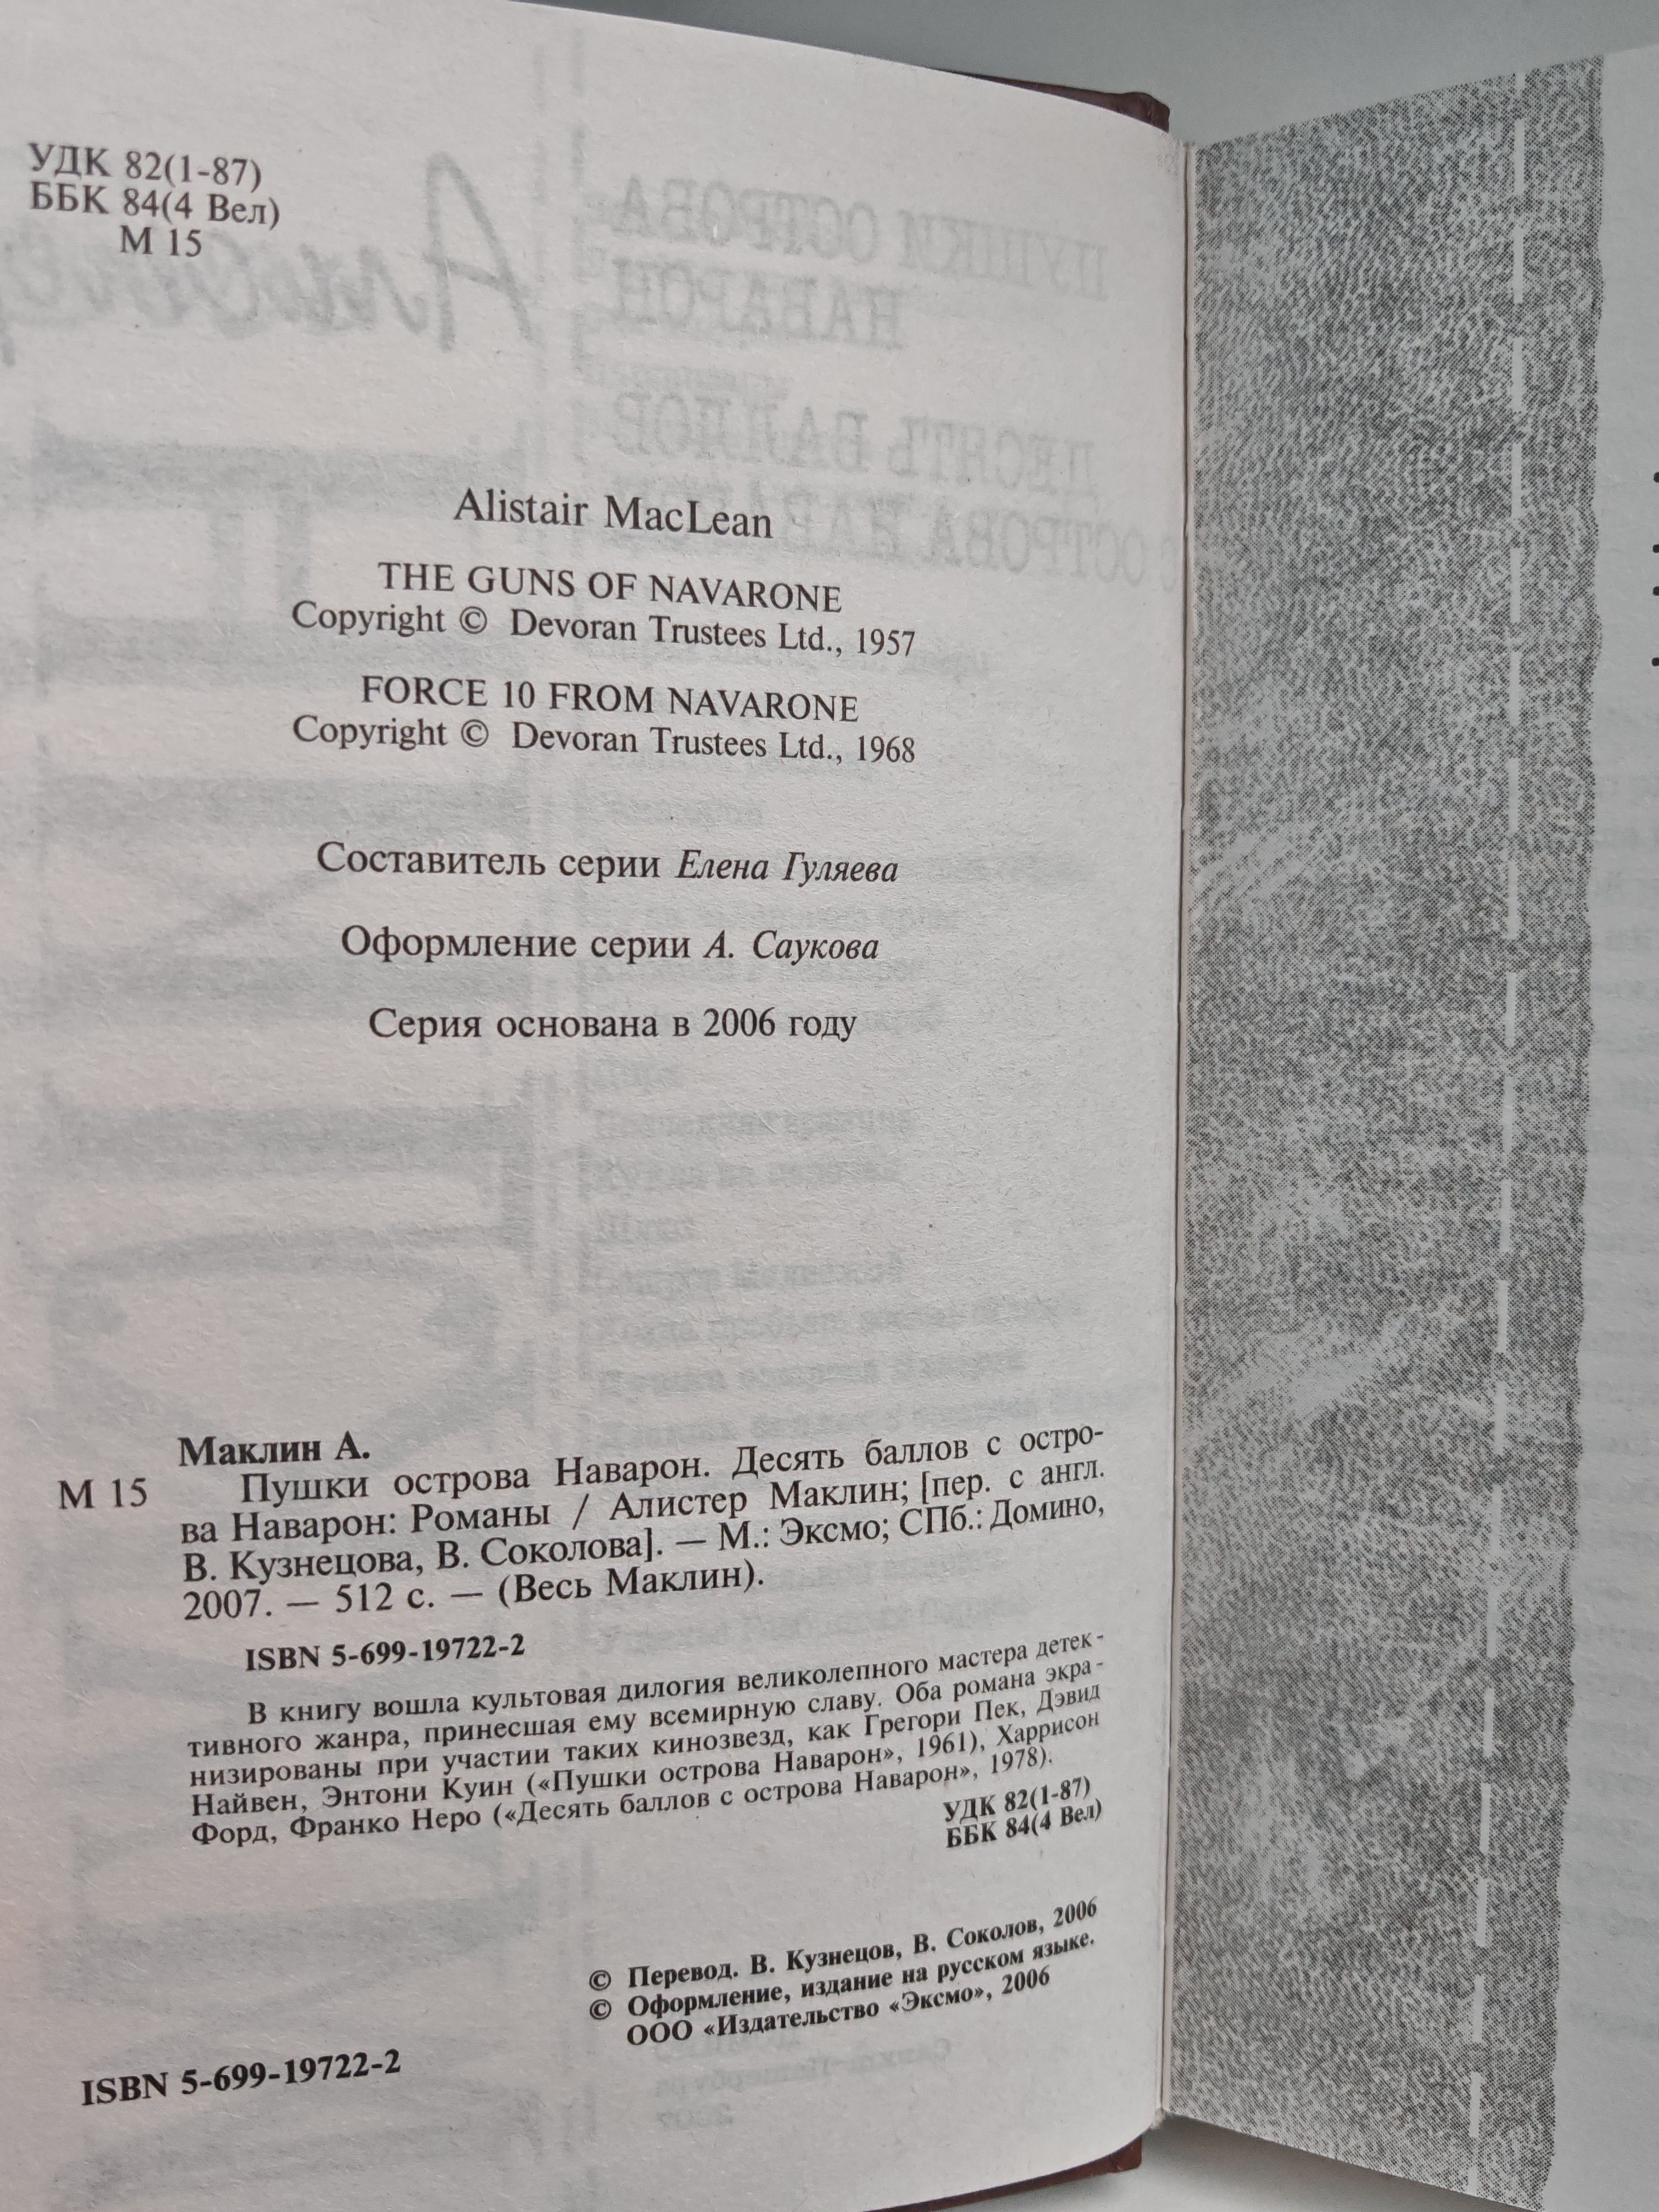 УДК 82(1-87)
ББК 84(4 Вел)
М 15
Alistair MacLean
THE GUNS OF NAVARONE
Copyright © Devoran Trustees Ltd., 1957
FORCE 10 FROM NAVARONE
Copyright © Devoran Trustees Ltd., 1968
Составитель серии Елена Гуляева
Оформление серии А. Саукова
Серия основана в 2006 году
Маклин А.
М 15 Пушки острова Наварон. Десять баллов с остро-
ва Наварон: Романы / Алистер Маклин; [пер. с англ.
В. Кузнецова, В. Соколова]. — М.: Эксмо; СПб.: Домино,
2007. — 512 с. — (Весь Маклин).
ISBN 5-699-19722-2
В книгу вошла культовая дилогия великолепного мастера детек-
тивного жанра, принесшая ему всемирную славу. Оба романа экра-
низированы при участии таких кинозвезд, как Грегори Пек, Дэвид
Найвен, Энтони Куин («Пушки острова Наварон», 1961), Харрисон
Форд, Франко Неро («Десять баллов с острова Наварон», 1978).
УДК 82(1-87)
ББК 84(4 Вел)
© Перевод. В. Кузнецов, В. Соколов, 2006
© Оформление, издание на русском языке.
ООО «Издательство «Эксмо», 2006
ISBN 5-699-19722-2